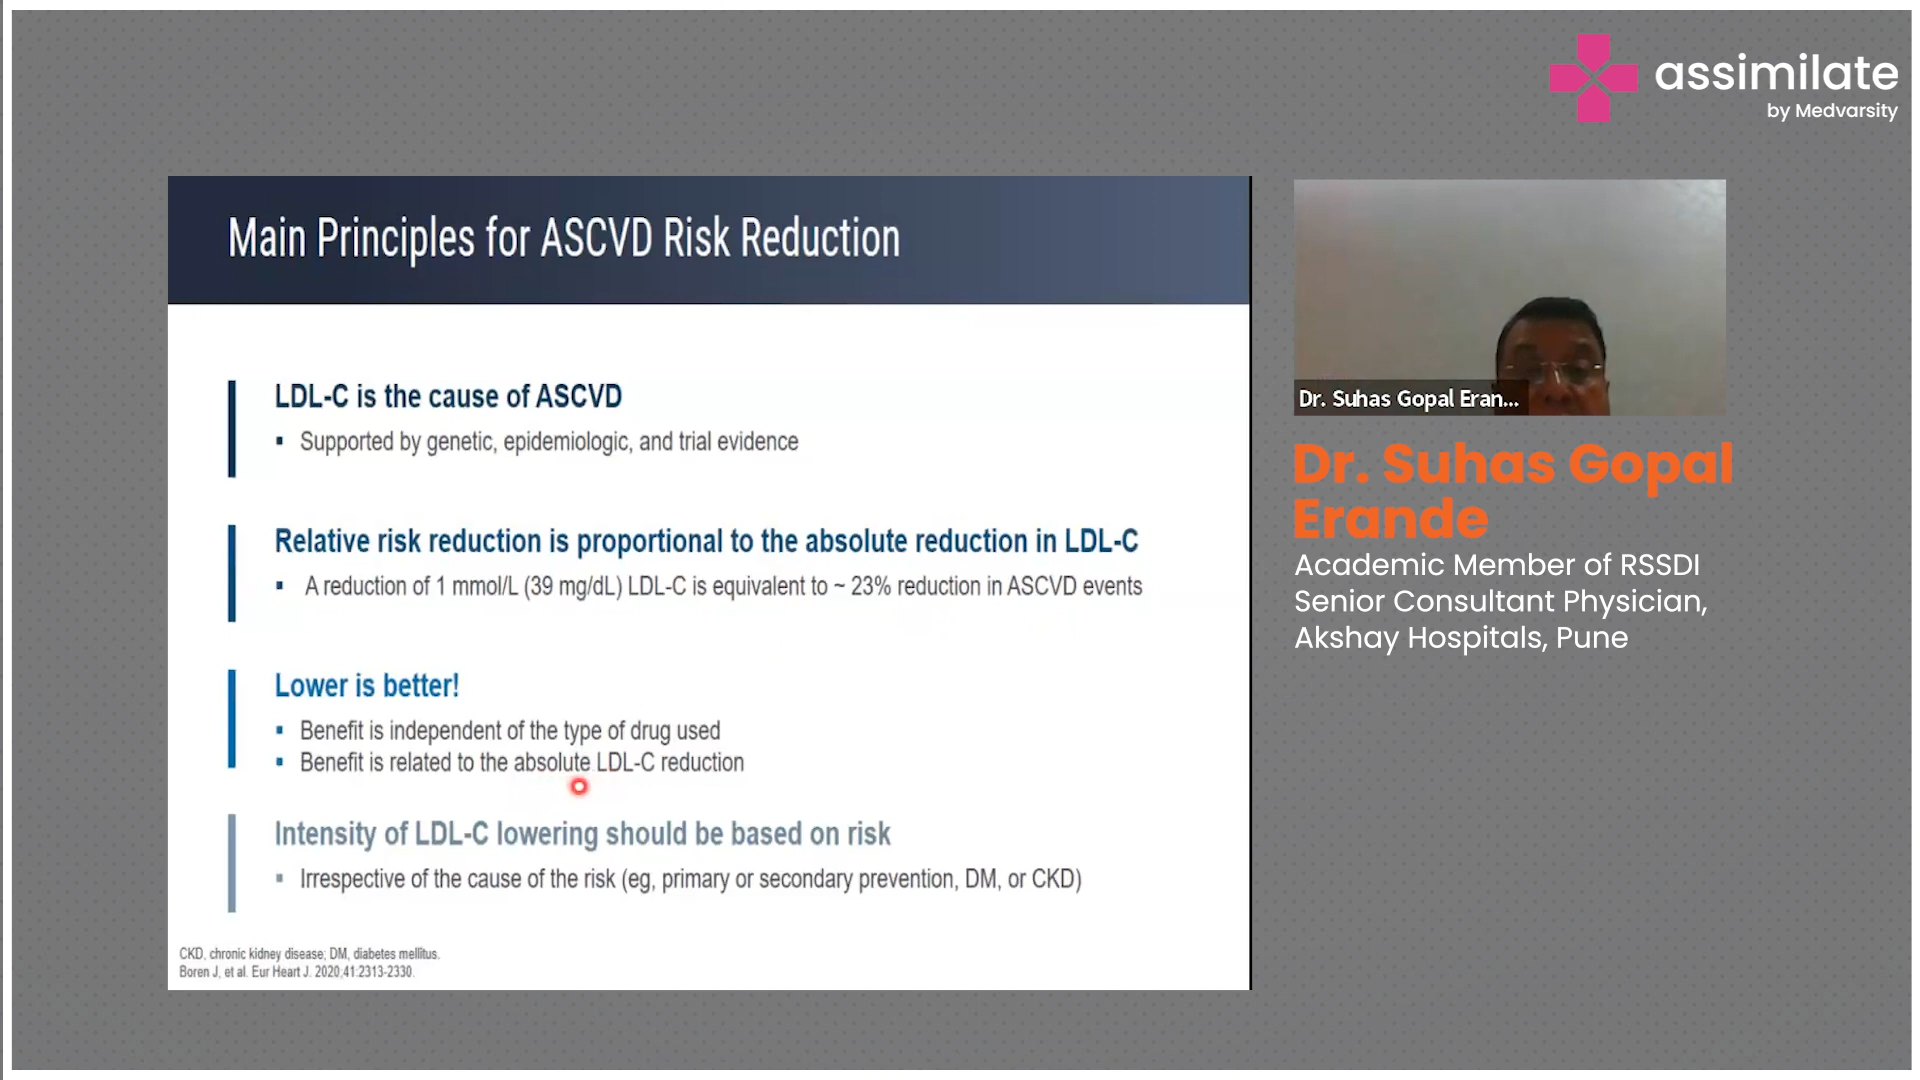 assimilate
by Medvarsity
Main Principles for ASCVD Risk Reduction
LDL-C is the cause of ASCVD
▪ Supported by genetic, epidemiologic, and trial evidence
Relative risk reduction is proportional to the absolute reduction in LDL-C
▪ A reduction of 1 mmol/L (39 mg/dL) LDL-C is equivalent to ~ 23% reduction in ASCVD events
Lower is better!
▪ Benefit is independent of the type of drug used
▪ Benefit is related to the absolute LDL-C reduction
Intensity of LDL-C lowering should be based on risk
▪ Irrespective of the cause of the risk (eg, primary or secondary prevention, DM, or CKD)
CKD, chronic kidney disease; DM, diabetes mellitus.
Boren J, et al. Eur Heart J. 2020;41:2313-2330.
Dr. Suhas Gopal Eran...
Dr. Suhas Gopal
Erande
Academic Member of RSSDI
Senior Consultant Physician,
Akshay Hospitals, Pune